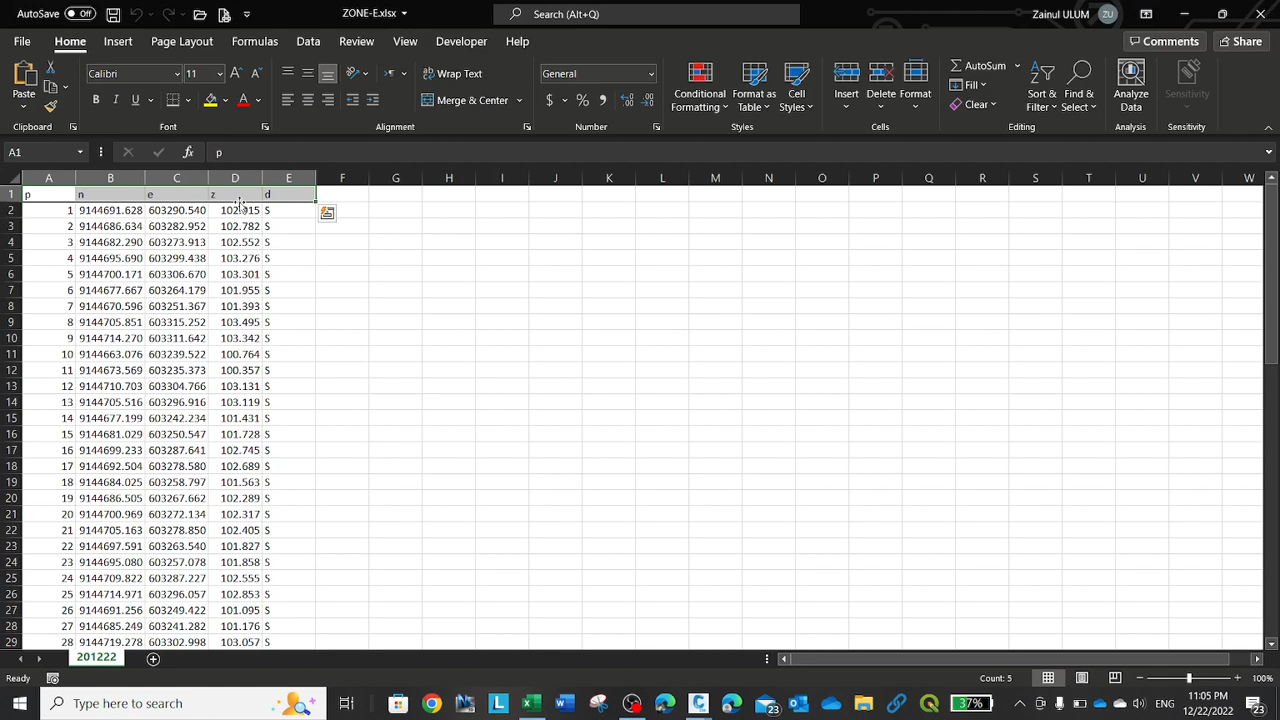 AutoSave Off ZONE-E.xlsx Search (Alt+Q) Zainul ULUM ZU
File Home Insert Page Layout Formulas Data Review View Developer Help Comments Share
Paste Calibri 11 Wrap Text General Conditional Formatting Format as Table Cell Styles Insert Delete Format AutoSum Sort & Filter Find & Select Analyze Data Sensitivity
B I U A Merge & Center $ % , Fill
Clear
Clipboard Font Alignment Number Styles Cells Editing Analysis Sensitivity
A1 fx p
A B C D E F G H I J K L M N O P Q R S T U V W
1 p n e z d
2 1 9144691.628 603290.540 102.915 S
3 2 9144686.634 603282.952 102.782 S
4 3 9144682.290 603273.913 102.552 S
5 4 9144695.690 603299.438 103.276 S
6 5 9144700.171 603306.670 103.301 S
7 6 9144677.667 603264.179 101.955 S
8 7 9144670.596 603251.367 101.393 S
9 8 9144705.851 603315.252 103.495 S
10 9 9144714.270 603311.642 103.342 S
11 10 9144663.076 603239.522 100.764 S
12 11 9144673.569 603235.373 100.357 S
13 12 9144710.703 603304.766 103.131 S
14 13 9144705.516 603296.916 103.119 S
15 14 9144677.199 603242.234 101.431 S
16 15 9144681.029 603250.547 101.728 S
17 16 9144699.233 603287.641 102.745 S
18 17 9144692.504 603278.580 102.689 S
19 18 9144684.025 603258.797 101.563 S
20 19 9144686.505 603267.662 102.289 S
21 20 9144700.969 603272.134 102.317 S
22 21 9144705.163 603278.850 102.405 S
23 22 9144697.591 603263.540 101.827 S
24 23 9144695.080 603257.078 101.858 S
25 24 9144709.822 603287.227 102.555 S
26 25 9144714.971 603296.057 102.853 S
27 26 9144691.256 603249.422 101.095 S
28 27 9144685.249 603241.282 101.176 S
29 28 9144719.278 603302.998 103.057 S
201222
Ready Count: 5 100%
Type here to search 23 37% ENG 11:05 PM
12/22/2022 23